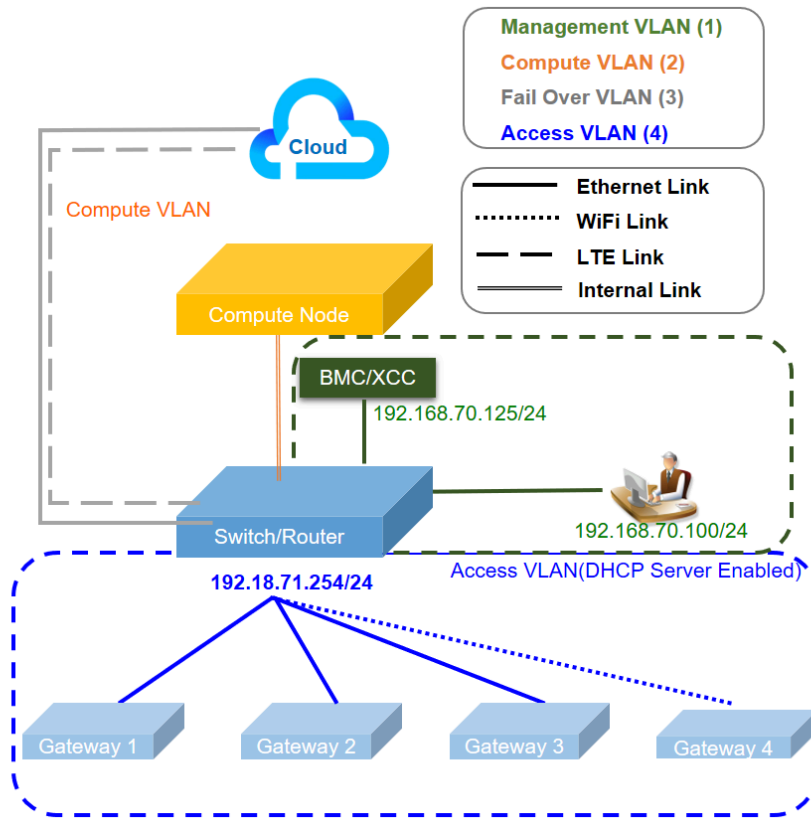 Management VLAN (1)
Compute VLAN (2)
Fail Over VLAN (3)
Access VLAN (4)
Cloud
Ethernet Link
WiFi Link
LTE Link
Internal Link
Compute VLAN
Compute Node
BMC/XCC
192.168.70.125/24
Switch/Router
192.168.70.100/24
Access VLAN(DHCP Server Enabled)
192.18.71.254/24
Gateway 1
Gateway 2
Gateway 3
Gateway 4